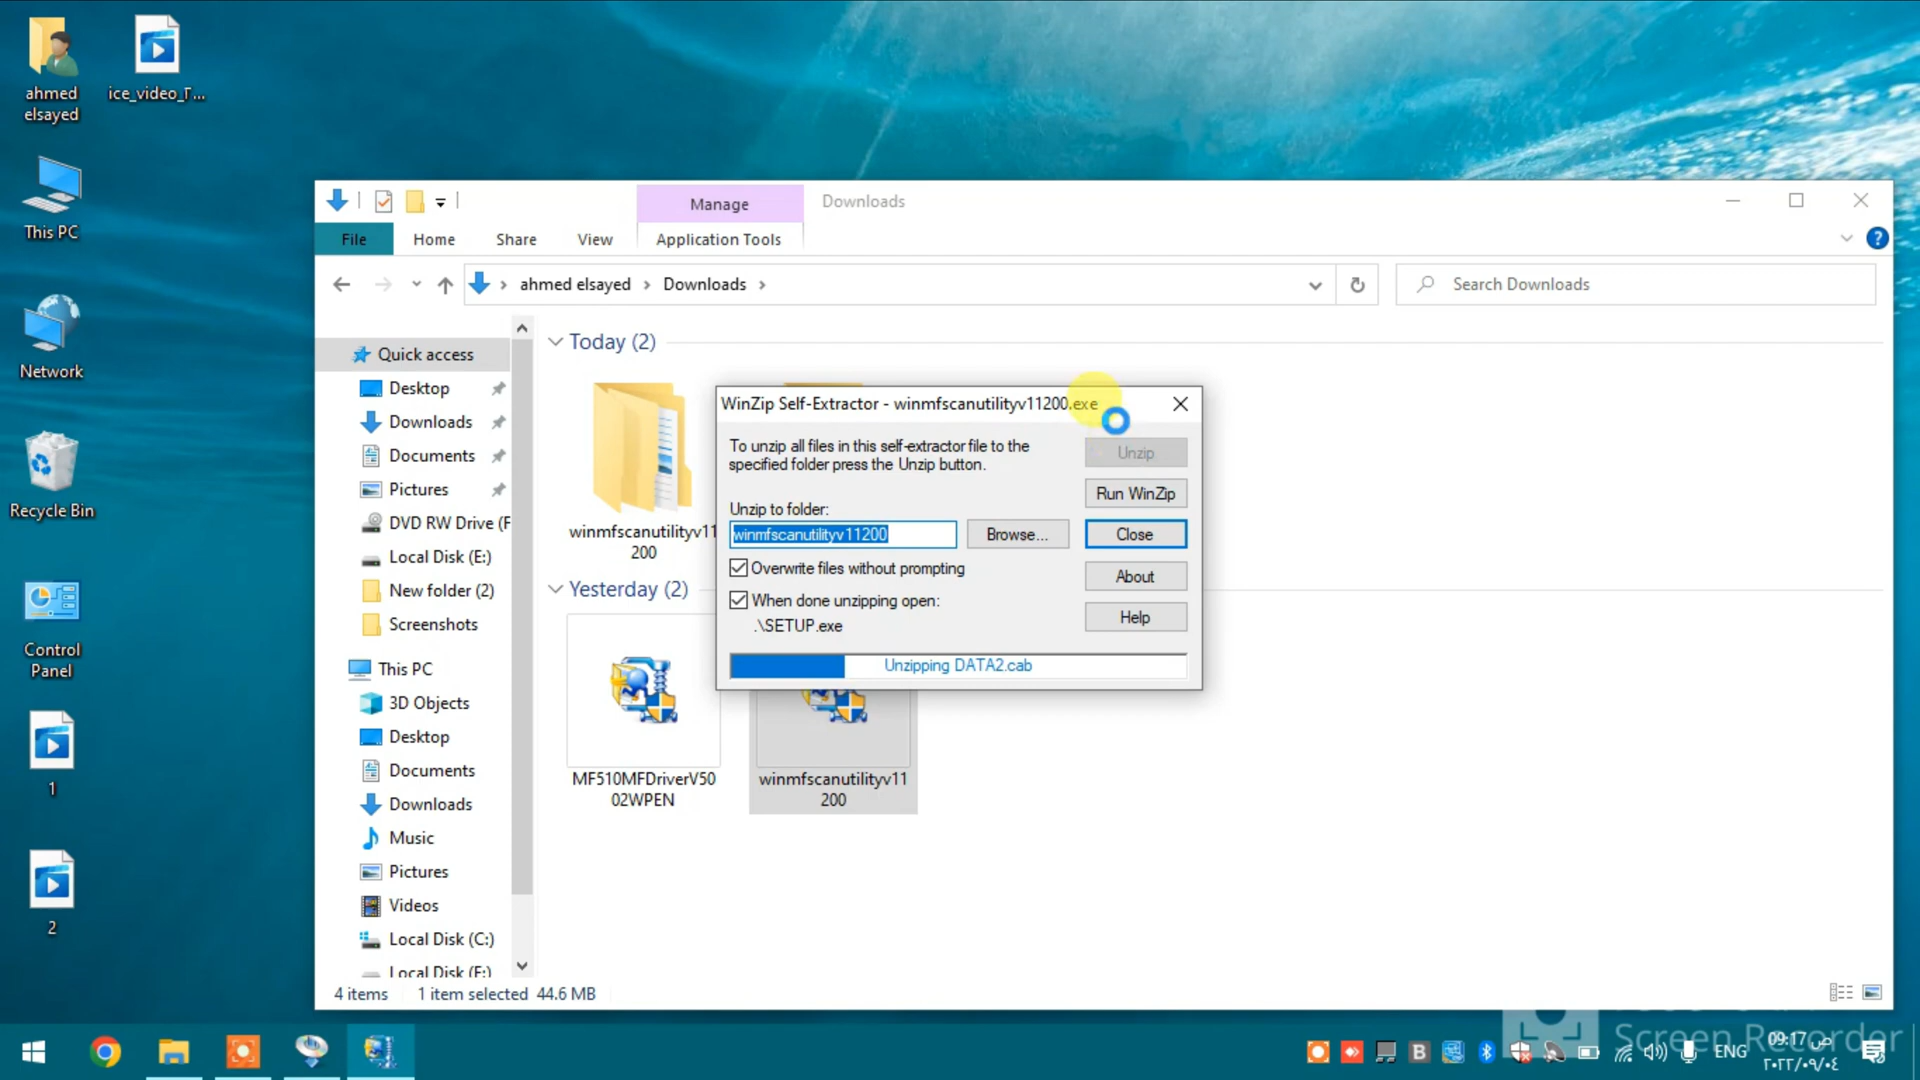 ahmed
elsayed
ice_video_٢...
This PC
Network
Recycle Bin
Control
Panel
1
2
Manage
Downloads
File
Home
Share
View
Application Tools
ahmed elsayed
Downloads
Search Downloads
Quick access
Desktop
Downloads
Documents
Pictures
DVD RW Drive (F
Local Disk (E:)
New folder (2)
Screenshots
This PC
3D Objects
Desktop
Documents
Downloads
Music
Pictures
Videos
Local Disk (C:)
Local Disk (E:)
Today (2)
winmfscanutilityv11
200
Yesterday (2)
MF510MFDriverV50
02WPEN
winmfscanutilityv11
200
WinZip Self-Extractor - winmfscanutilityv11200.exe
To unzip all files in this self-extractor file to the
specified folder press the Unzip button.
Unzip to folder:
winmfscanutilityv11200
Browse...
Overwrite files without prompting
When done unzipping open:
.\SETUP.exe
Unzip
Run WinZip
Close
About
Help
Unzipping DATA2.cab
4 items
1 item selected
44.6 MB
Screen Recorder
ENG
09:17 ص
٢٠٢٢/٠٩/٠٤